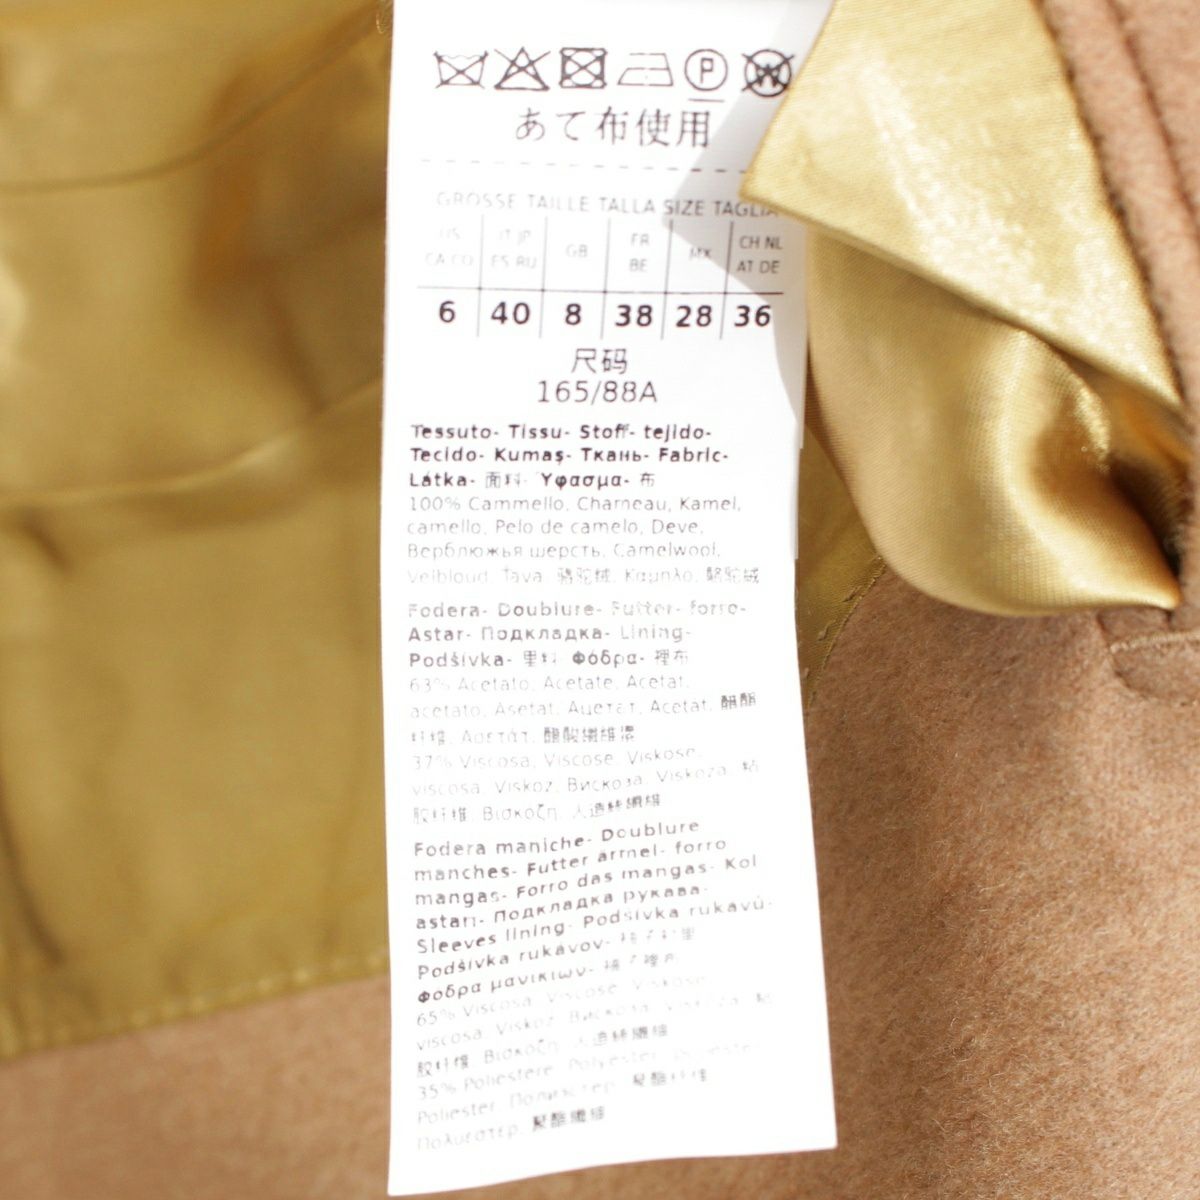 P W
あて布使用
GRÖSSE TAILLE TALLA SIZE TAGLIA
US CA CO | IT JP ES RU | GB | FR BE | MX | CH NL AT DE
6 | 40 | 8 | 38 | 28 | 36
尺码
165/88A
Tessuto- Tissu- Stoff- tejido-
Tecido- Kumaş- Ткань- Fabric-
Látka- 面料- Ύφασμα- 布
100% Cammello, Chameau, Kamel,
camello, Pelo de camelo, Deve,
Верблюжья шерсть, Camelwool,
Velbloud, Ťava, 骆驼绒, Καμηλό, 駱駝絨
Fodera- Doublure- Futter- forro-
Astar- Подкладка- Lining-
Podšívka- 里料- Φόδρα- 裡布
63% Acetato, Acetate, Acetat,
acetato, Asetat, Ацетат, Acetát, 醋酯
纤维, Ασετάτ, 醋酸纖維
37% Viscosa, Viscose, Viskose,
viscosa, Viskoz, Вискоза, Viskóza, 粘
胶纤维, Βισκόζη, 人造絲纖維
Fodera maniche- Doublure
manches- Futter ärmel- forro
mangas- Forro das mangas- Kol
astarı- Подкладка рукава-
Sleeves lining- Podšívka rukávů-
Podšívka rukávov- 袖子衬里-
Φόδρα μανικιών- 袖子裡布
65% Viscosa, Viscose, Viskose,
viscosa, Viskoz, Вискоза, Viskóza, 粘
胶纤维, Βισκόζη, 人造絲纖維
35% Poliestere, Polyester, poliéster,
Poliester, Полиэстер, 聚酯纤维
Πολυεστέρ, 聚酯纖維